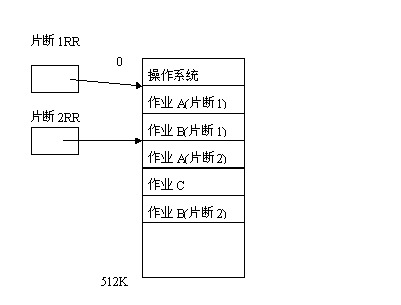 片断 1RR
0
操作系统
作业 A(片断 1)
片断 2RR
作业 B(片断 1)
作业 A(片断 2)
作业 C
作业 B(片断 2)
512K